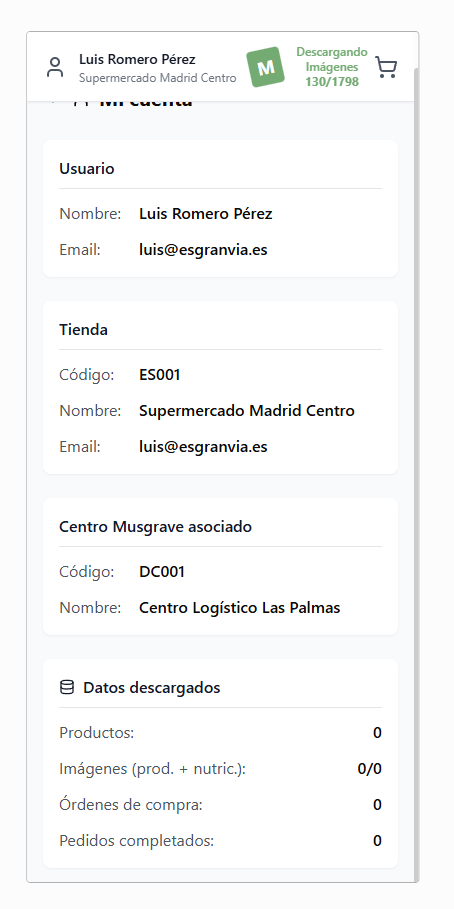 Luis Romero Pérez
Supermercado Madrid Centro
M
Descargando
Imágenes
130/1798
Mi cuenta
Usuario
Nombre: Luis Romero Pérez
Email: luis@esgranvia.es
Tienda
Código: ES001
Nombre: Supermercado Madrid Centro
Email: luis@esgranvia.es
Centro Musgrave asociado
Código: DC001
Nombre: Centro Logístico Las Palmas
Datos descargados
Productos: 0
Imágenes (prod. + nutric.): 0/0
Órdenes de compra: 0
Pedidos completados: 0